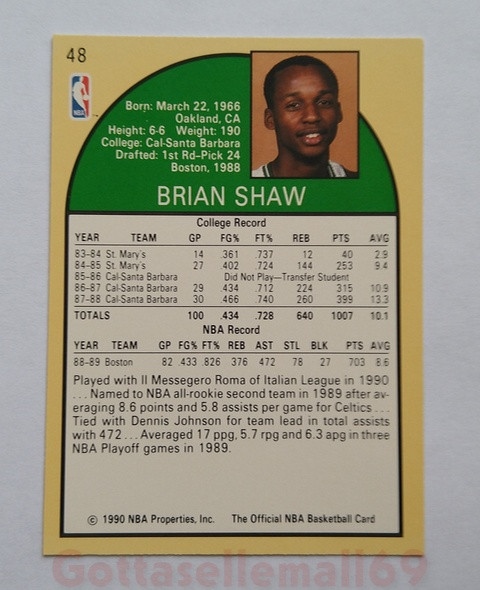 48
NBA
Born: March 22, 1966
Oakland, CA
Height: 6-6 Weight: 190
College: Cal-Santa Barbara
Drafted: 1st Rd–Pick 24
Boston, 1988
BRIAN SHAW
College Record
YEAR TEAM GP FG% FT% REB PTS AVG
83-84 St. Mary's 14 .361 .737 12 40 2.9
84-85 St. Mary's 27 .402 .724 144 253 9.4
85-86 Cal-Santa Barbara Did Not Play—Transfer Student
86-87 Cal-Santa Barbara 29 .434 .712 224 315 10.9
87-88 Cal-Santa Barbara 30 .466 .740 260 399 13.3
TOTALS 100 .434 .728 640 1007 10.1
NBA Record
YEAR TEAM GP FG% FT% REB AST STL BLK PTS AVG
88-89 Boston 82 .433 .826 376 472 78 27 703 8.6
Played with Il Messegero Roma of Italian League in 1990
... Named to NBA all-rookie second team in 1989 after av-
eraging 8.6 points and 5.8 assists per game for Celtics ...
Tied with Dennis Johnson for team lead in total assists
with 472 ... Averaged 17 ppg, 5.7 rpg and 6.3 apg in three
NBA Playoff games in 1989.
© 1990 NBA Properties, Inc. The Official NBA Basketball Card
Gottasellemall69